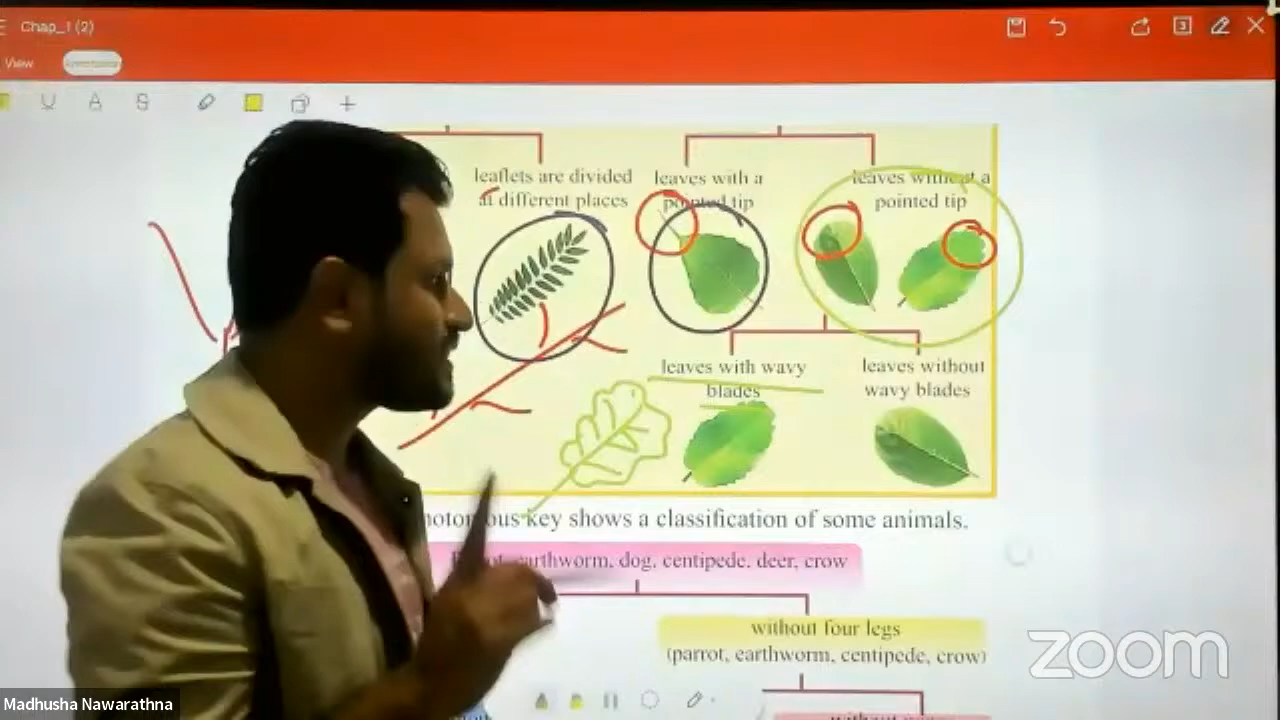 Chap_1 (2)
View
Annotation
leaflets are divided
at different places
leaves with a
pointed tip
leaves without a
pointed tip
leaves with wavy
blades
leaves without
wavy blades
key shows a classification of some animals.
Parrot, earthworm, dog, centipede, deer, crow
without four legs
(parrot, earthworm, centipede, crow)
zoom
Madhusha Nawarathna